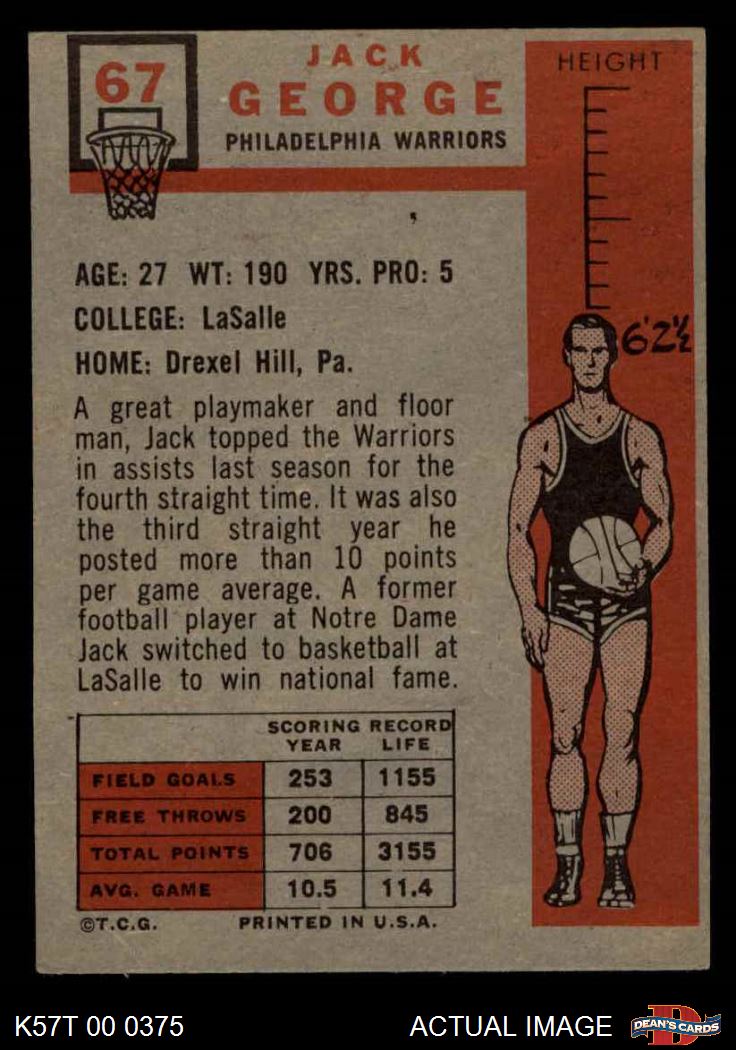 67
JACK
GEORGE
PHILADELPHIA WARRIORS
HEIGHT
6'2½
AGE: 27 WT: 190 YRS. PRO: 5
COLLEGE: LaSalle
HOME: Drexel Hill, Pa.
A great playmaker and floor
man, Jack topped the Warriors
in assists last season for the
fourth straight time. It was also
the third straight year he
posted more than 10 points
per game average. A former
football player at Notre Dame
Jack switched to basketball at
LaSalle to win national fame.
SCORING RECORD
YEAR LIFE
FIELD GOALS 253 1155
FREE THROWS 200 845
TOTAL POINTS 706 3155
AVG. GAME 10.5 11.4
©T.C.G. PRINTED IN U.S.A.
K57T 00 0375 ACTUAL IMAGE
D
DEAN'S CARDS